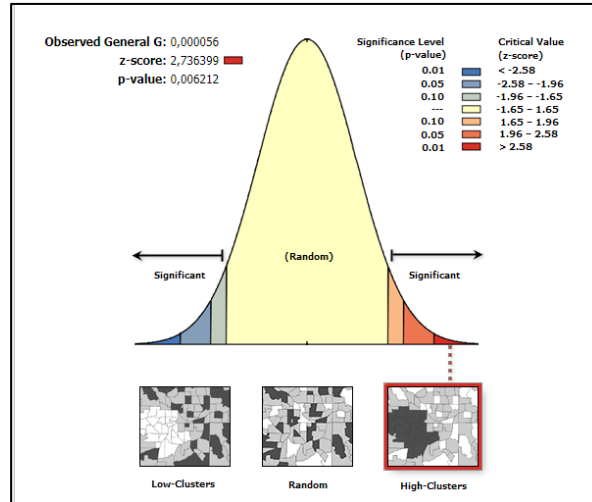 Observed General G: 0,000056
z-score: 2,736399
p-value: 0,006212
Significance Level
(p-value)
Critical Value
(z-score)
0.01 < -2.58
0.05 -2.58 – -1.96
0.10 -1.96 – -1.65
--- -1.65 – 1.65
0.10 1.65 – 1.96
0.05 1.96 – 2.58
0.01 > 2.58
Significant
(Random)
Significant
Low-Clusters
Random
High-Clusters